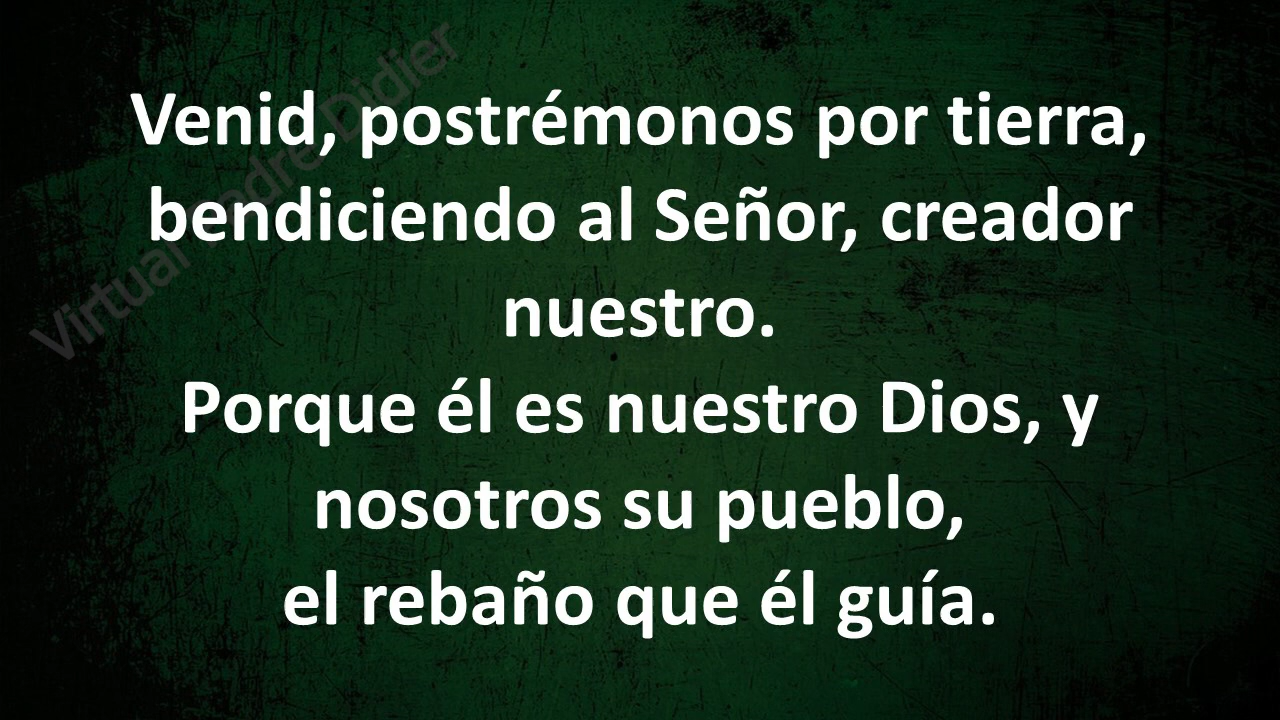 Venid, postrémonos por tierra,
bendiciendo al Señor, creador
nuestro.
Porque él es nuestro Dios, y
nosotros su pueblo,
el rebaño que él guía.
Virtual Padre Didier